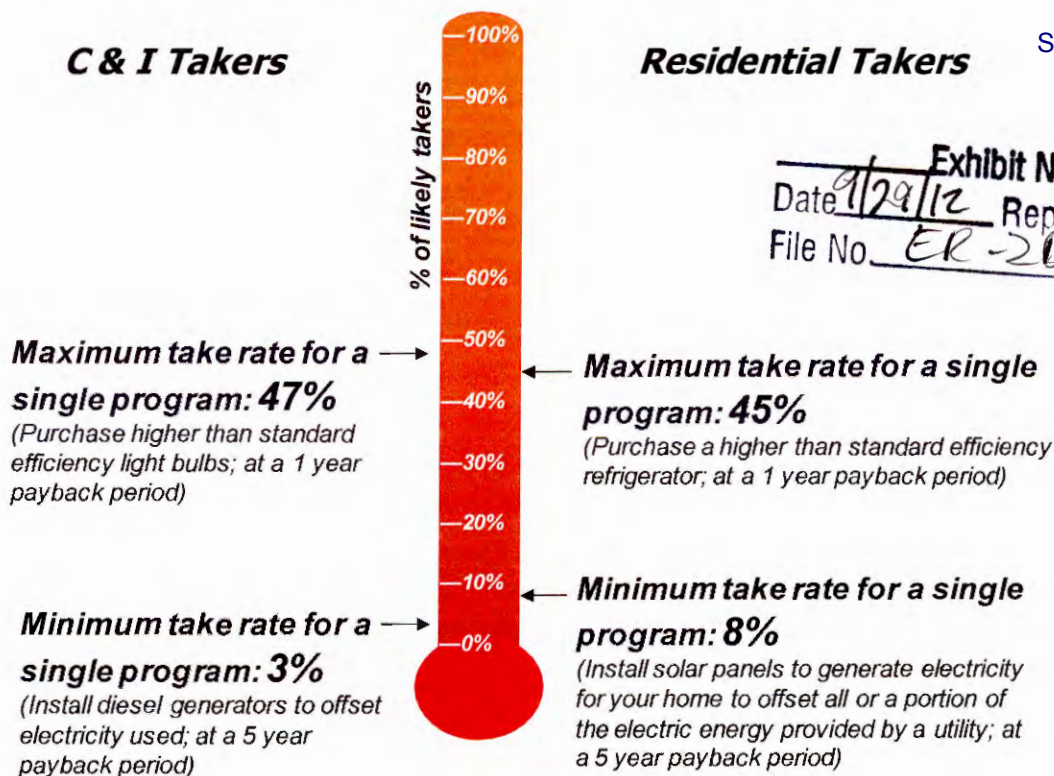 C & I Takers
Residential Takers
S
Exhibit N
Date 9/29/12 Rep
File No. ER-20
% of likely takers
100%
90%
80%
70%
60%
50%
40%
30%
20%
10%
0%
Maximum take rate for a
single program: 47%
(Purchase higher than standard
efficiency light bulbs; at a 1 year
payback period)
Minimum take rate for a
single program: 3%
(Install diesel generators to offset
electricity used; at a 5 year
payback period)
Maximum take rate for a single
program: 45%
(Purchase a higher than standard efficiency
refrigerator; at a 1 year payback period)
Minimum take rate for a single
program: 8%
(Install solar panels to generate electricity
for your home to offset all or a portion of
the electric energy provided by a utility; at
a 5 year payback period)